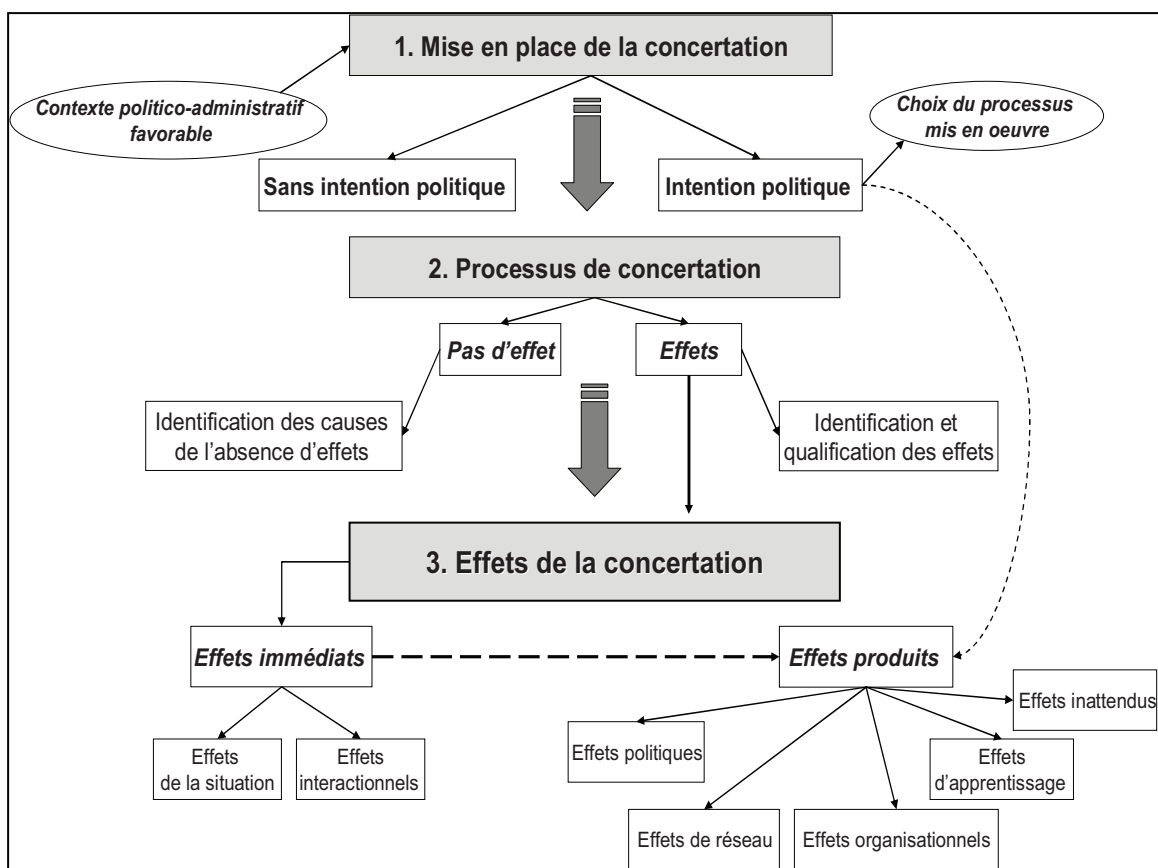 1. Mise en place de la concertation
Contexte politico-administratif
favorable
Choix du processus
mis en oeuvre
Sans intention politique
Intention politique
2. Processus de concertation
Pas d'effet
Effets
Identification des causes
de l'absence d'effets
Identification et
qualification des effets
3. Effets de la concertation
Effets immédiats
Effets produits
Effets
de la situation
Effets
interactionnels
Effets politiques
Effets de réseau
Effets organisationnels
Effets
d'apprentissage
Effets inattendus